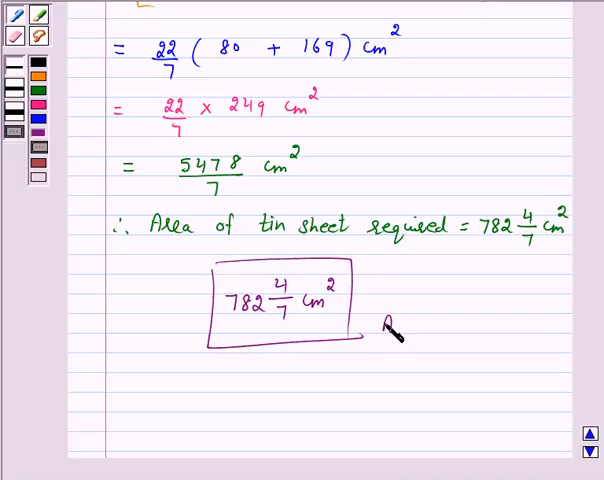 = 22/7 ( 80 + 169 ) cm²
= 22/7 × 249 cm²
= 5478/7 cm²
∴ Area of tin sheet required = 782 4/7 cm²
782 4/7 cm²
A